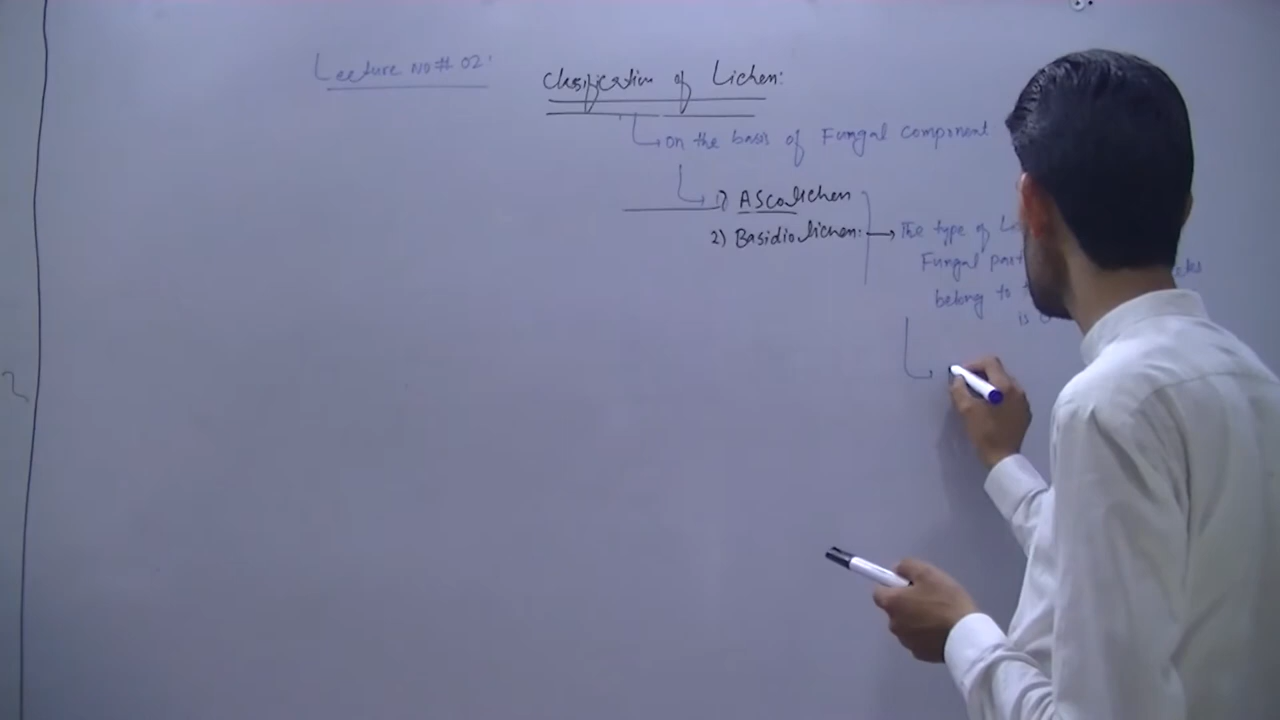 Lecture No # 02:
Clasification of Lichen:
on the basis of Fungal component
1) Ascolichen
2) Basidiolichen: → The type of
Fungal part
belong to
is